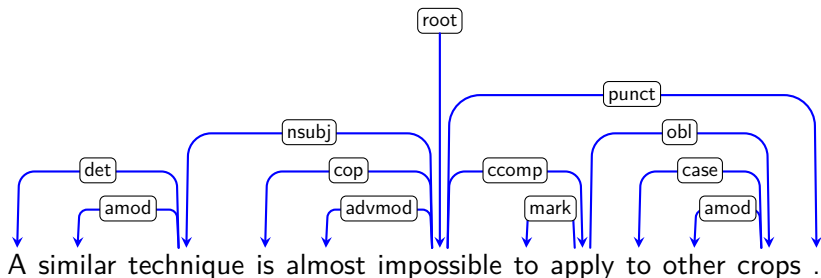 root
punct
nsubj obl
det cop ccomp case
amod advmod mark amod
A similar technique is almost impossible to apply to other crops .